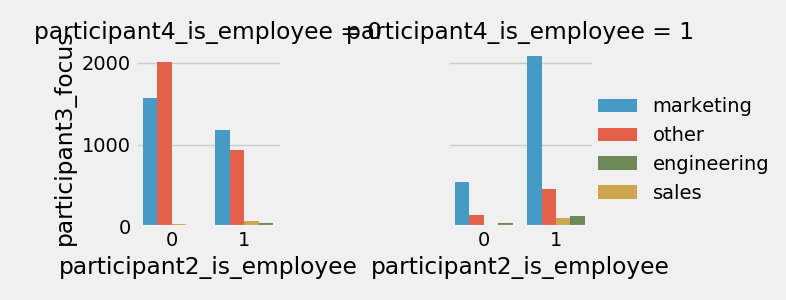 participant4_is_employee = 0
participant4_is_employee = 1
participant3_focus
2000
1000
0
0 1
0 1
participant2_is_employee
participant2_is_employee
marketing
other
engineering
sales